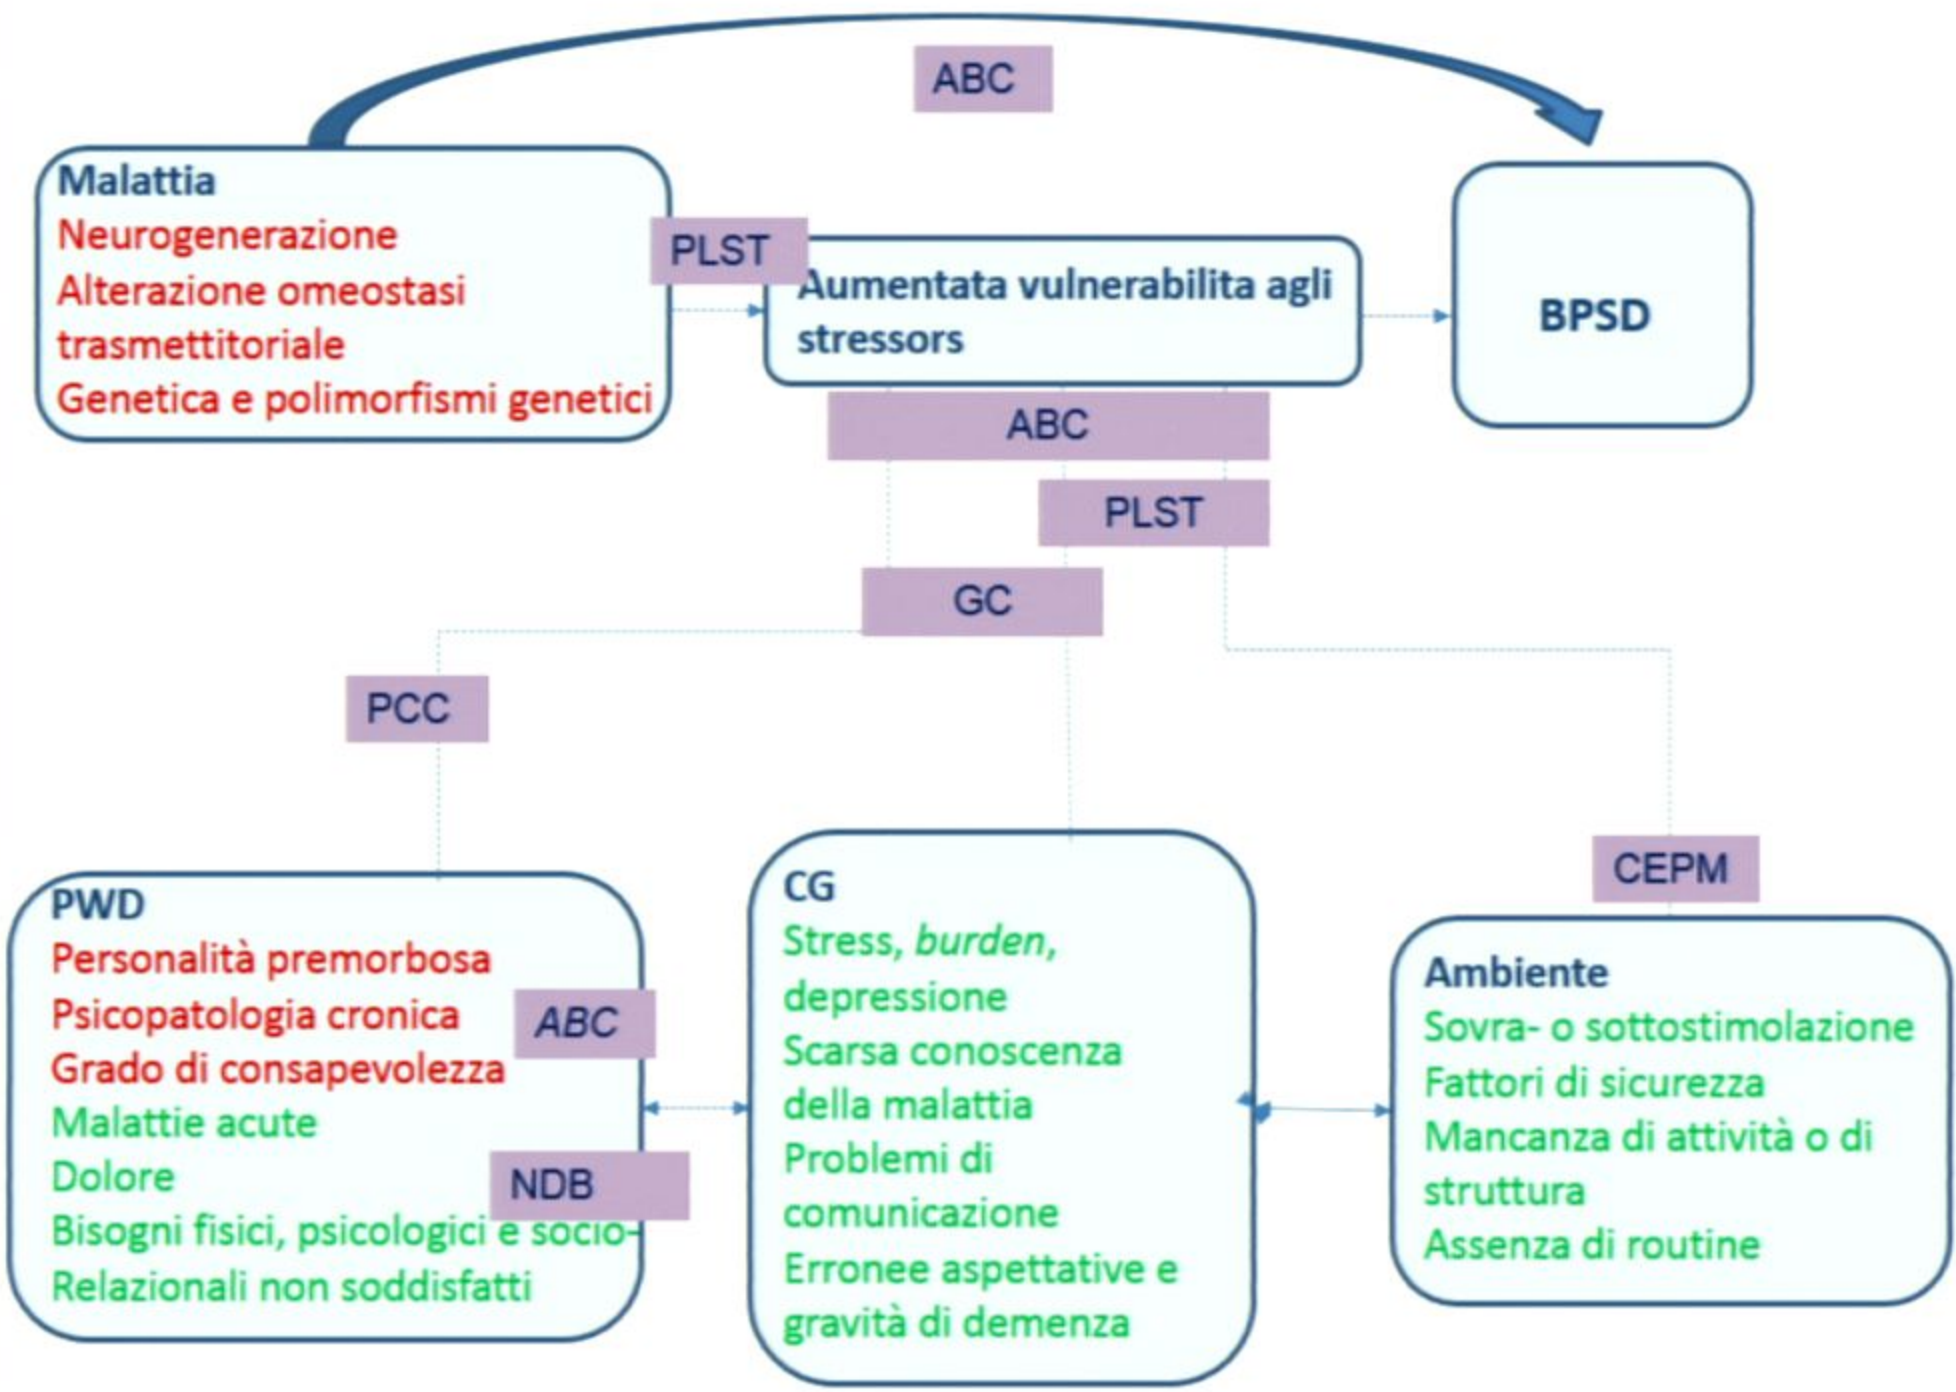 ABC
Malattia
Neurogenerazione
Alterazione omeostasi
trasmettitoriale
Genetica e polimorfismi genetici
PLST
Aumentata vulnerabilita agli
stressors
BPSD
ABC
PLST
GC
PCC
CEPM
PWD
Personalità premorbosa
Psicopatologia cronica
Grado di consapevolezza
Malattie acute
Dolore
Bisogni fisici, psicologici e socio-
Relazionali non soddisfatti
ABC
NDB
CG
Stress, burden,
depressione
Scarsa conoscenza
della malattia
Problemi di
comunicazione
Erronee aspettative e
gravità di demenza
Ambiente
Sovra- o sottostimolazione
Fattori di sicurezza
Mancanza di attività o di
struttura
Assenza di routine